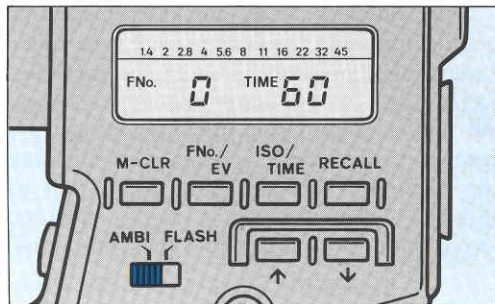 1.4 2 2.8 4 5.6 8 11 16 22 32 45
FNo. 0 TIME 60
M-CLR FNo./EV ISO/TIME RECALL
AMBI FLASH
↑ ↓